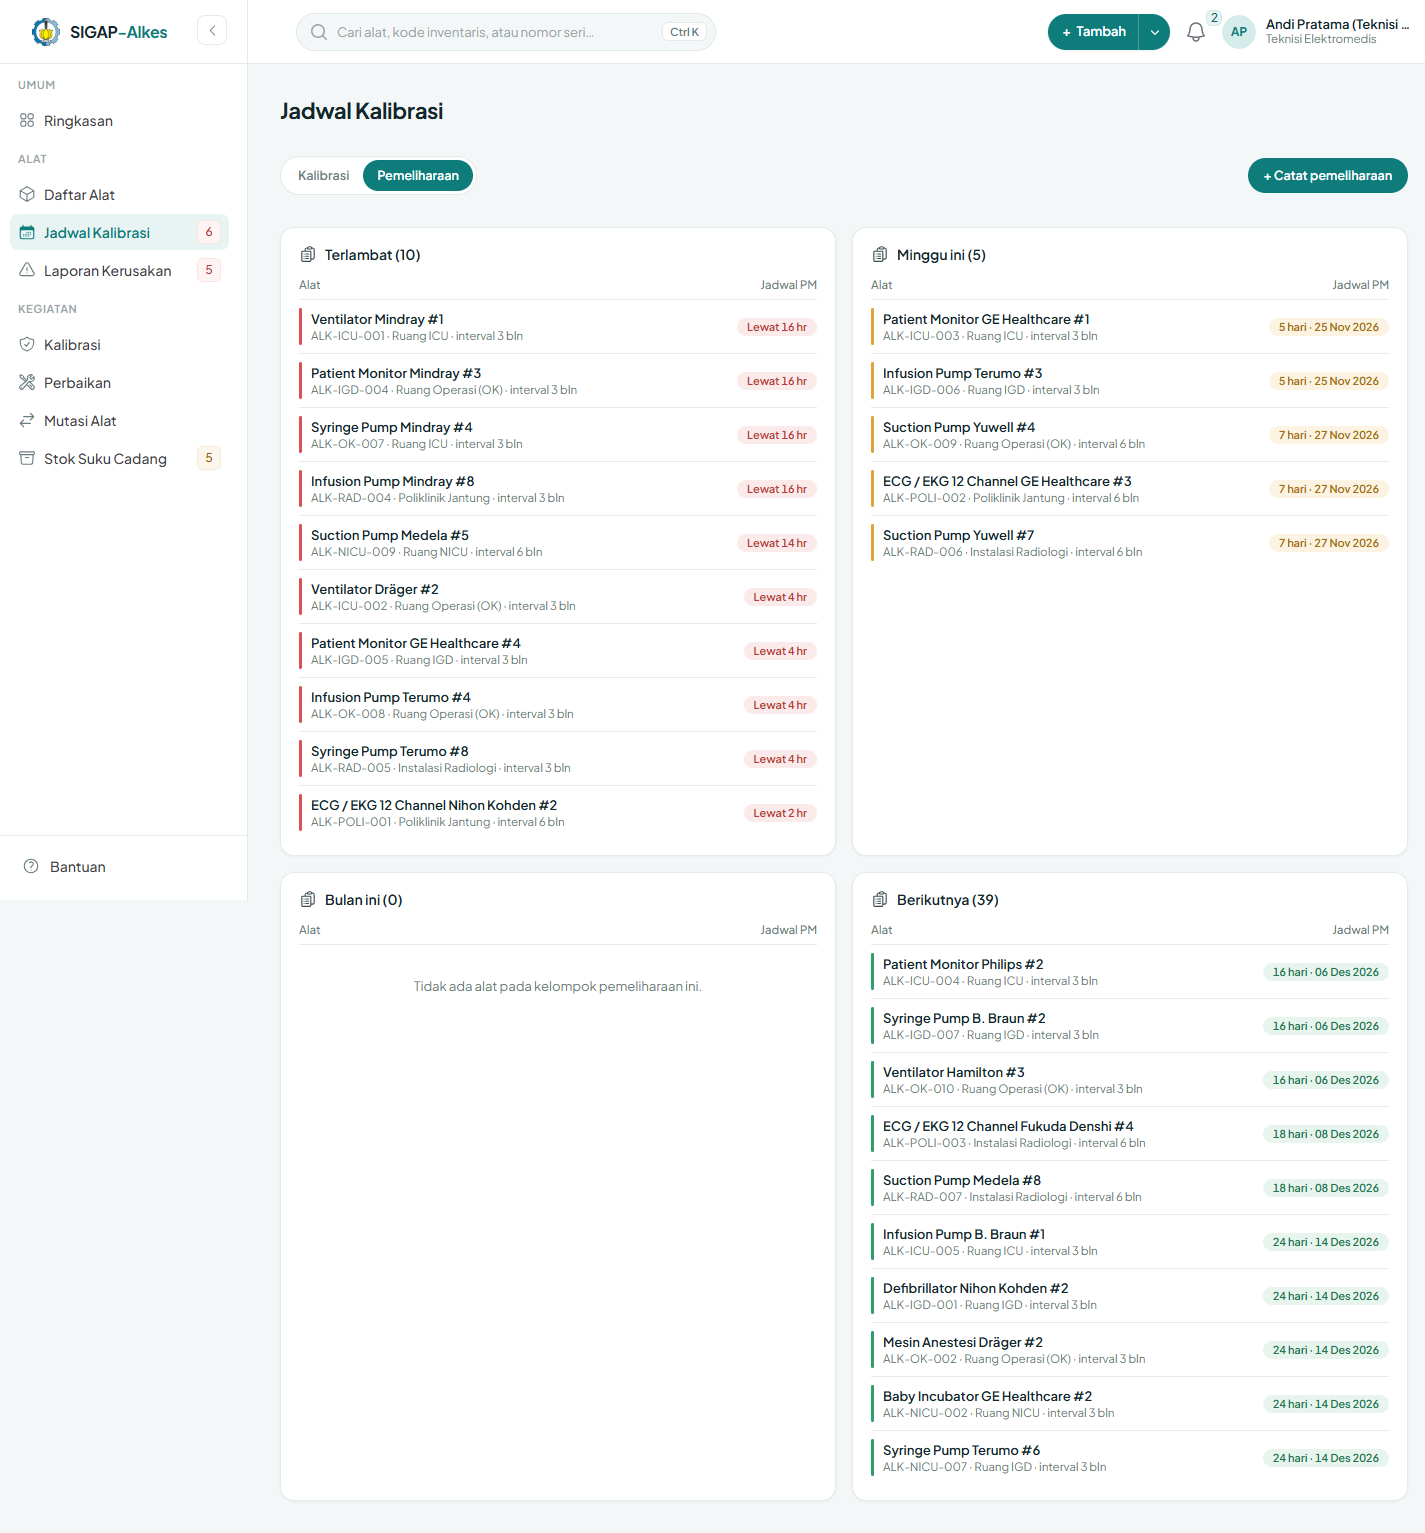 SIGAP-Alkes
Cari alat, kode inventaris, atau nomor seri...
Ctrl K
+ Tambah
2
AP
Andi Pratama (Teknisi ...
Teknisi Elektromedis
UMUM
Ringkasan
ALAT
Daftar Alat
Jadwal Kalibrasi
6
Laporan Kerusakan
5
KEGIATAN
Kalibrasi
Perbaikan
Mutasi Alat
Stok Suku Cadang
5
Bantuan
Jadwal Kalibrasi
Kalibrasi
Pemeliharaan
+ Catat pemeliharaan
Terlambat (10)
Alat
Jadwal PM
Ventilator Mindray #1
ALK-ICU-001 · Ruang ICU · interval 3 bln
Lewat 16 hr
Patient Monitor Mindray #3
ALK-IGD-004 · Ruang Operasi (OK) · interval 3 bln
Lewat 16 hr
Syringe Pump Mindray #4
ALK-OK-007 · Ruang ICU · interval 3 bln
Lewat 16 hr
Infusion Pump Mindray #8
ALK-RAD-004 · Poliklinik Jantung · interval 3 bln
Lewat 16 hr
Suction Pump Medela #5
ALK-NICU-009 · Ruang NICU · interval 6 bln
Lewat 14 hr
Ventilator Dräger #2
ALK-ICU-002 · Ruang Operasi (OK) · interval 3 bln
Lewat 4 hr
Patient Monitor GE Healthcare #4
ALK-IGD-005 · Ruang IGD · interval 3 bln
Lewat 4 hr
Infusion Pump Terumo #4
ALK-OK-008 · Ruang Operasi (OK) · interval 3 bln
Lewat 4 hr
Syringe Pump Terumo #8
ALK-RAD-005 · Instalasi Radiologi · interval 3 bln
Lewat 4 hr
ECG / EKG 12 Channel Nihon Kohden #2
ALK-POLI-001 · Poliklinik Jantung · interval 6 bln
Lewat 2 hr
Minggu ini (5)
Alat
Jadwal PM
Patient Monitor GE Healthcare #1
ALK-ICU-003 · Ruang ICU · interval 3 bln
5 hari · 25 Nov 2026
Infusion Pump Terumo #3
ALK-IGD-006 · Ruang IGD · interval 3 bln
5 hari · 25 Nov 2026
Suction Pump Yuwell #4
ALK-OK-009 · Ruang Operasi (OK) · interval 6 bln
7 hari · 27 Nov 2026
ECG / EKG 12 Channel GE Healthcare #3
ALK-POLI-002 · Poliklinik Jantung · interval 6 bln
7 hari · 27 Nov 2026
Suction Pump Yuwell #7
ALK-RAD-006 · Instalasi Radiologi · interval 6 bln
7 hari · 27 Nov 2026
Bulan ini (0)
Alat
Jadwal PM
Tidak ada alat pada kelompok pemeliharaan ini.
Berikutnya (39)
Alat
Jadwal PM
Patient Monitor Philips #2
ALK-ICU-004 · Ruang ICU · interval 3 bln
16 hari · 06 Des 2026
Syringe Pump B. Braun #2
ALK-IGD-007 · Ruang IGD · interval 3 bln
16 hari · 06 Des 2026
Ventilator Hamilton #3
ALK-OK-010 · Ruang Operasi (OK) · interval 3 bln
16 hari · 06 Des 2026
ECG / EKG 12 Channel Fukuda Denshi #4
ALK-POLI-003 · Instalasi Radiologi · interval 6 bln
18 hari · 08 Des 2026
Suction Pump Medela #8
ALK-RAD-007 · Instalasi Radiologi · interval 6 bln
18 hari · 08 Des 2026
Infusion Pump B. Braun #1
ALK-ICU-005 · Ruang ICU · interval 3 bln
24 hari · 14 Des 2026
Defibrillator Nihon Kohden #2
ALK-IGD-001 · Ruang IGD · interval 3 bln
24 hari · 14 Des 2026
Mesin Anestesi Dräger #2
ALK-OK-002 · Ruang Operasi (OK) · interval 3 bln
24 hari · 14 Des 2026
Baby Incubator GE Healthcare #2
ALK-NICU-002 · Ruang NICU · interval 3 bln
24 hari · 14 Des 2026
Syringe Pump Terumo #6
ALK-NICU-007 · Ruang IGD · interval 3 bln
24 hari · 14 Des 2026